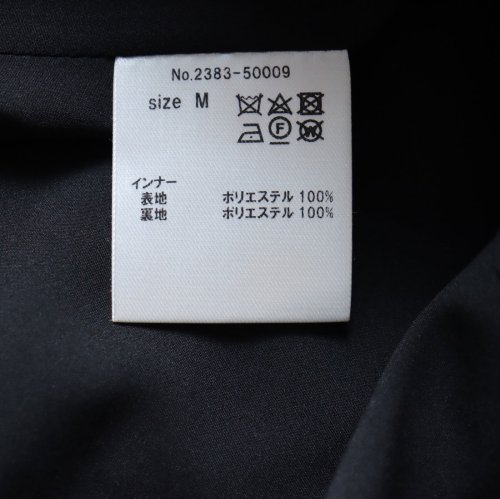 No.2383-50009
size M
F
W
インナー
表地 ポリエステル 100%
裏地 ポリエステル 100%